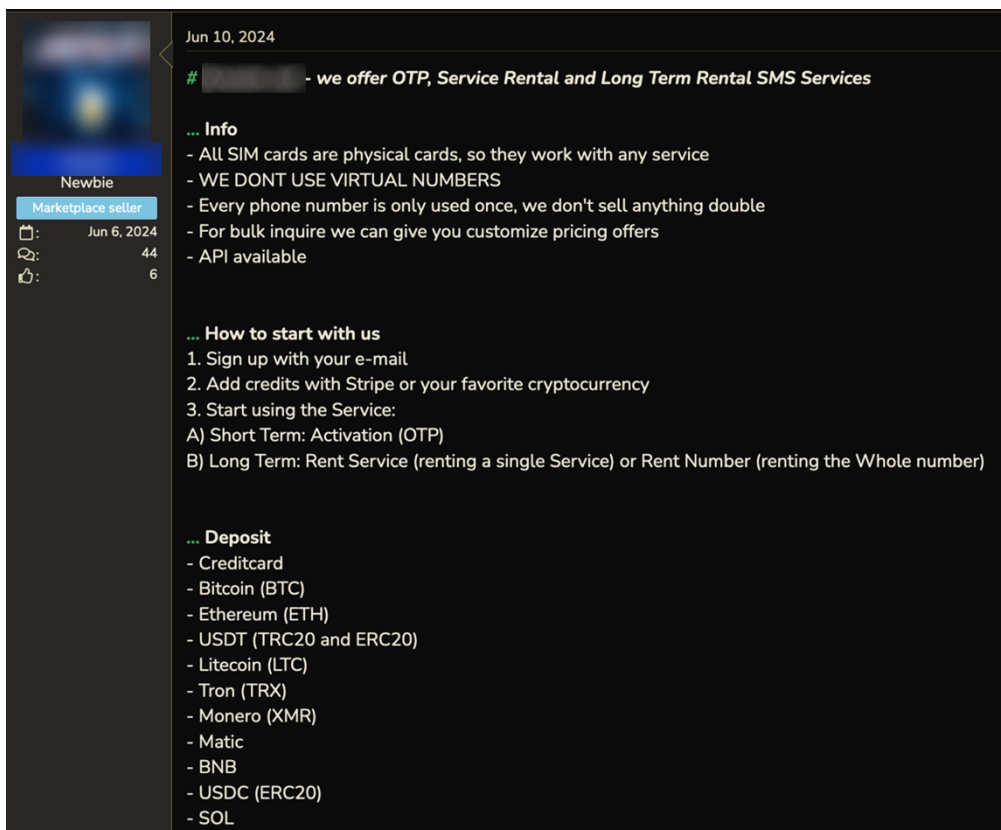 Jun 10, 2024
# - we offer OTP, Service Rental and Long Term Rental SMS Services
... Info
- All SIM cards are physical cards, so they work with any service
- WE DONT USE VIRTUAL NUMBERS
- Every phone number is only used once, we don't sell anything double
- For bulk inquire we can give you customize pricing offers
- API available
Newbie
Marketplace seller
: Jun 6, 2024
: 44
: 6
... How to start with us
1. Sign up with your e-mail
2. Add credits with Stripe or your favorite cryptocurrency
3. Start using the Service:
A) Short Term: Activation (OTP)
B) Long Term: Rent Service (renting a single Service) or Rent Number (renting the Whole number)
... Deposit
- Creditcard
- Bitcoin (BTC)
- Ethereum (ETH)
- USDT (TRC20 and ERC20)
- Litecoin (LTC)
- Tron (TRX)
- Monero (XMR)
- Matic
- BNB
- USDC (ERC20)
- SOL